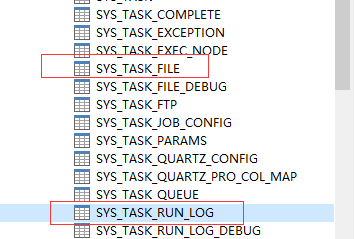 SYS_TASK_COMPLETE
SYS_TASK_EXCEPTION
SYS_TASK_EXEC_NODE
SYS_TASK_FILE
SYS_TASK_FILE_DEBUG
SYS_TASK_FTP
SYS_TASK_JOB_CONFIG
SYS_TASK_PARAMS
SYS_TASK_QUARTZ_CONFIG
SYS_TASK_QUARTZ_PRO_COL_MAP
SYS_TASK_QUEUE
SYS_TASK_RUN_LOG
SYS_TASK_RUN_LOG_DEBUG